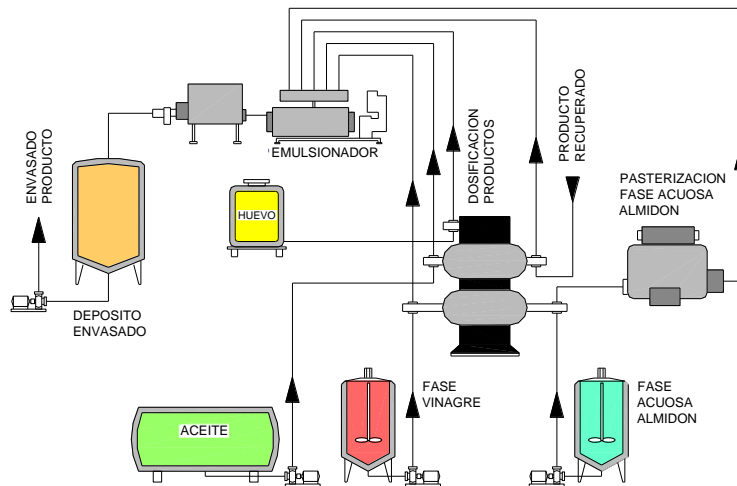 EMULSIONADOR
DOSIFICACION
PRODUCTOS
PRODUCTO
RECUPERADO
ENVASADO
PRODUCTO
PASTERIZACION
FASE ACUOSA
ALMIDON
HUEVO
DEPOSITO
ENVASADO
ACEITE
FASE
VINAGRE
FASE
ACUOSA
ALMIDON